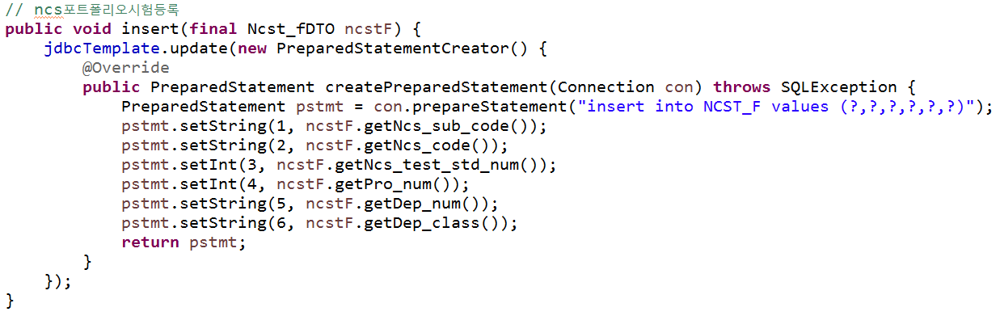 // ncs포트폴리오시험등록
public void insert(final Ncst_fDTO ncstF) {
    jdbcTemplate.update(new PreparedStatementCreator() {
        @Override
        public PreparedStatement createPreparedStatement(Connection con) throws SQLException {
            PreparedStatement pstmt = con.prepareStatement("insert into NCST_F values (?,?,?,?,?,?)");
            pstmt.setString(1, ncstF.getNcs_sub_code());
            pstmt.setString(2, ncstF.getNcs_code());
            pstmt.setInt(3, ncstF.getNcs_test_std_num());
            pstmt.setInt(4, ncstF.getPro_num());
            pstmt.setString(5, ncstF.getDep_num());
            pstmt.setString(6, ncstF.getDep_class());
            return pstmt;
        }
    });
}